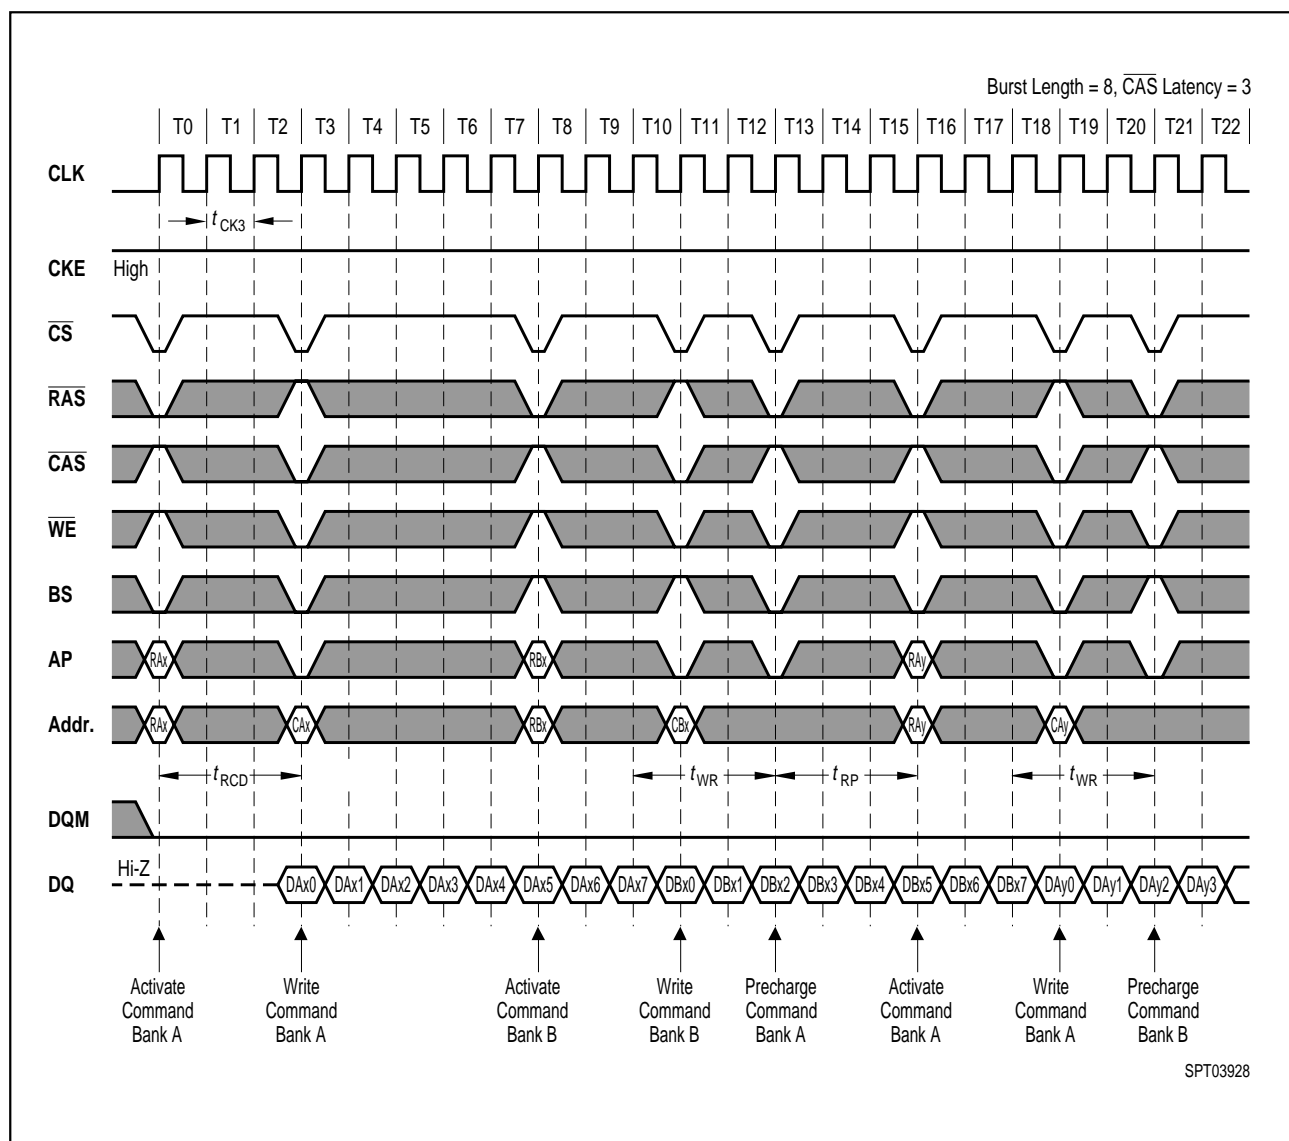 Burst Length = 8, CAS Latency = 3
T0 T1 T2 T3 T4 T5 T6 T7 T8 T9 T10 T11 T12 T13 T14 T15 T16 T17 T18 T19 T20 T21 T22
CLK
t CK3
CKE High
CS
RAS
CAS
WE
BS
AP RAx RBx RAy
Addr. RAx CAx RBx CBx RAy CAy
t RCD t WR t RP t WR
DQM
Hi-Z
DQ DAx0 DAx1 DAx2 DAx3 DAx4 DAx5 DAx6 DAx7 DBx0 DBx1 DBx2 DBx3 DBx4 DBx5 DBx6 DBx7 DAy0 DAy1 DAy2 DAy3
Activate Command Bank A
Write Command Bank A
Activate Command Bank B
Write Command Bank B
Precharge Command Bank A
Activate Command Bank A
Write Command Bank A
Precharge Command Bank B
SPT03928